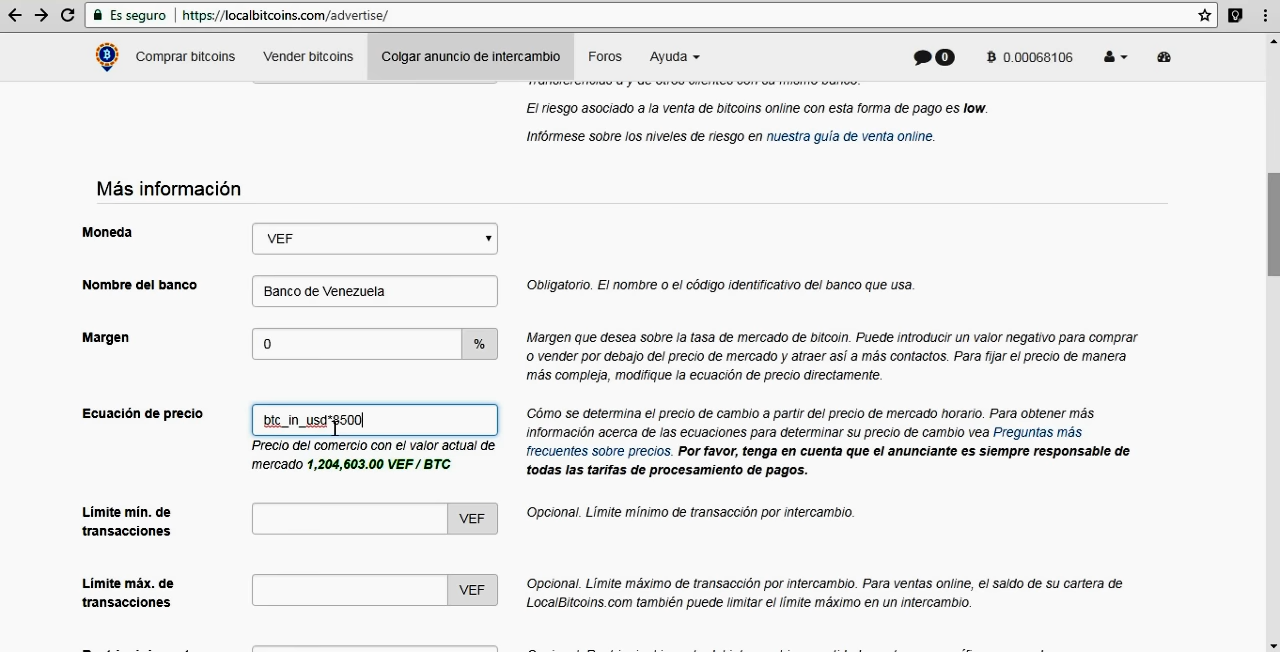 Es seguro | https://localbitcoins.com/advertise/
Comprar bitcoins Vender bitcoins Colgar anuncio de intercambio Foros Ayuda 0 0.00068106
Transferencias a y de otros clientes con su mismo banco.
El riesgo asociado a la venta de bitcoins online con esta forma de pago es low.
Infórmese sobre los niveles de riesgo en nuestra guía de venta online.
Más información
Moneda
VEF
Nombre del banco
Banco de Venezuela
Obligatorio. El nombre o el código identificativo del banco que usa.
Margen
0 %
Margen que desea sobre la tasa de mercado de bitcoin. Puede introducir un valor negativo para comprar
o vender por debajo del precio de mercado y atraer así a más contactos. Para fijar el precio de manera
más compleja, modifique la ecuación de precio directamente.
Ecuación de precio
btc_in_usd*8500
Precio del comercio con el valor actual de
mercado 1,204,603.00 VEF / BTC
Cómo se determina el precio de cambio a partir del precio de mercado horario. Para obtener más
información acerca de las ecuaciones para determinar su precio de cambio vea Preguntas más
frecuentes sobre precios. Por favor, tenga en cuenta que el anunciante es siempre responsable de
todas las tarifas de procesamiento de pagos.
Límite mín. de
transacciones
VEF
Opcional. Límite mínimo de transacción por intercambio.
Límite máx. de
transacciones
VEF
Opcional. Límite máximo de transacción por intercambio. Para ventas online, el saldo de su cartera de
LocalBitcoins.com también puede limitar el límite máximo en un intercambio.